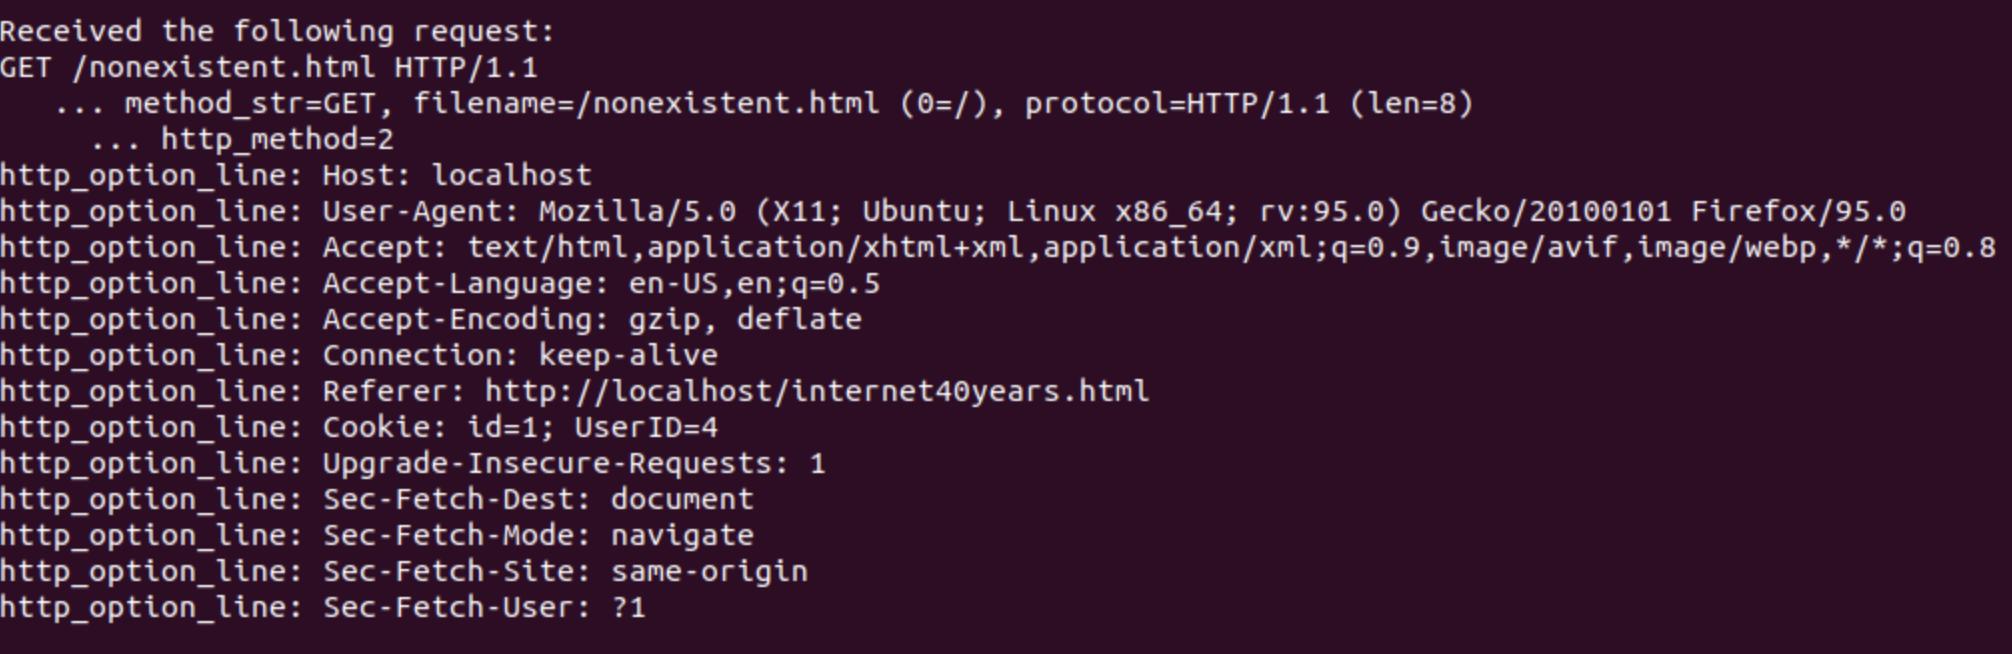 Received the following request:
GET /nonexistent.html HTTP/1.1
... method_str=GET, filename=/nonexistent.html (0=/), protocol=HTTP/1.1 (len=8)
... http_method=2
http_option_line: Host: localhost
http_option_line: User-Agent: Mozilla/5.0 (X11; Ubuntu; Linux x86_64; rv:95.0) Gecko/20100101 Firefox/95.0
http_option_line: Accept: text/html,application/xhtml+xml,application/xml;q=0.9,image/avif,image/webp,*/*;q=0.8
http_option_line: Accept-Language: en-US,en;q=0.5
http_option_line: Accept-Encoding: gzip, deflate
http_option_line: Connection: keep-alive
http_option_line: Referer: http://localhost/internet40years.html
http_option_line: Cookie: id=1; UserID=4
http_option_line: Upgrade-Insecure-Requests: 1
http_option_line: Sec-Fetch-Dest: document
http_option_line: Sec-Fetch-Mode: navigate
http_option_line: Sec-Fetch-Site: same-origin
http_option_line: Sec-Fetch-User: ?1